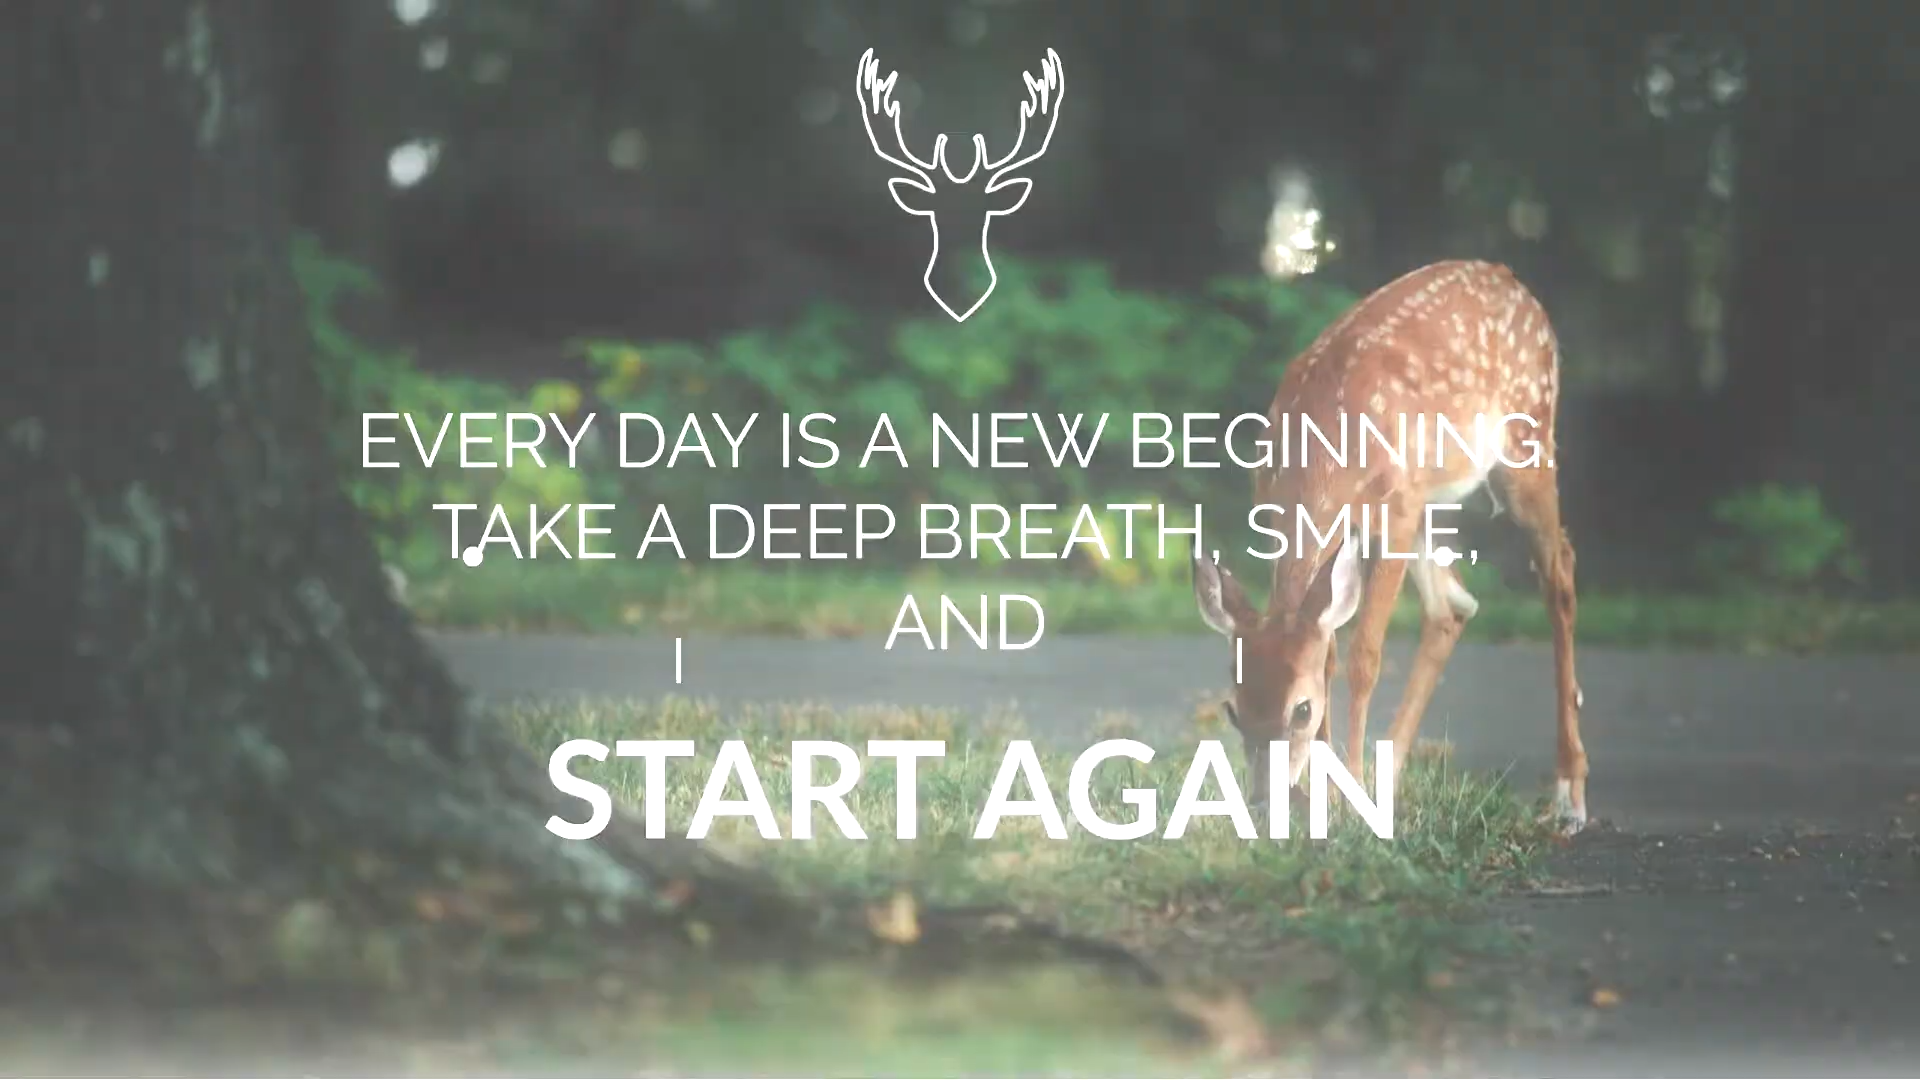 EVERY DAY IS A NEW BEGINNING.
TAKE A DEEP BREATH, SMILE,
AND
START AGAIN